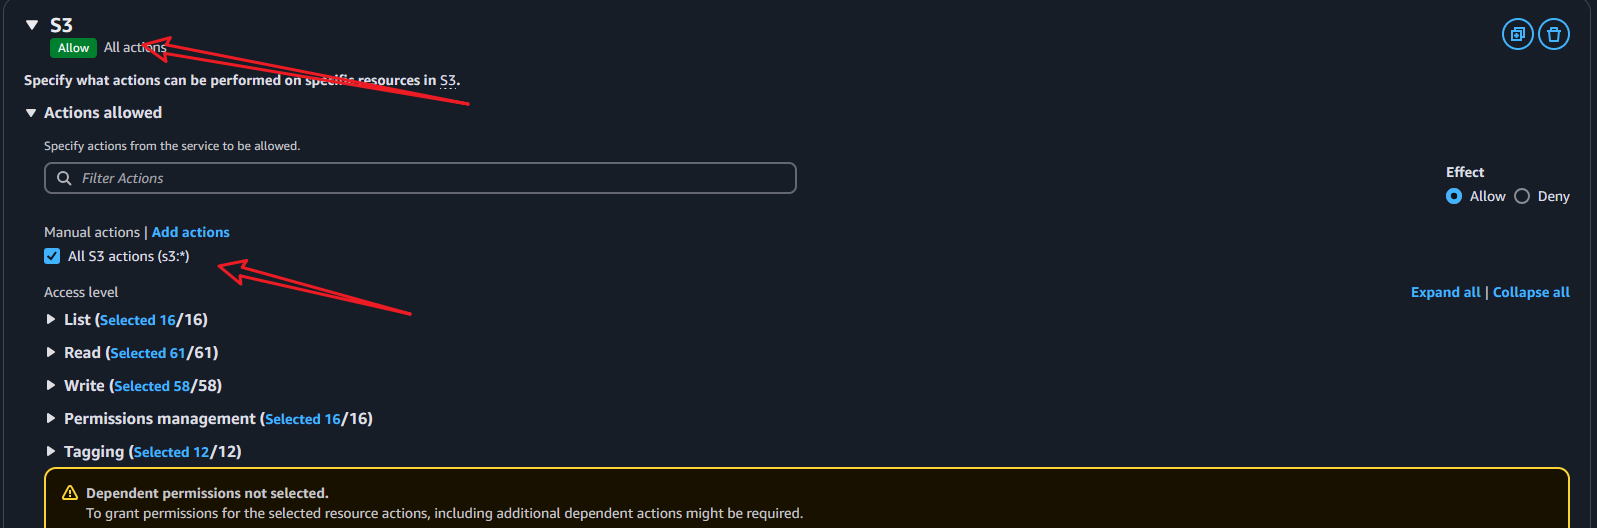 S3
Allow All actions
Specify what actions can be performed on specific resources in S3.
Actions allowed
Specify actions from the service to be allowed.
Filter Actions
Effect
Allow Deny
Manual actions | Add actions
All S3 actions (s3:*)
Access level
Expand all | Collapse all
List (Selected 16/16)
Read (Selected 61/61)
Write (Selected 58/58)
Permissions management (Selected 16/16)
Tagging (Selected 12/12)
Dependent permissions not selected.
To grant permissions for the selected resource actions, including additional dependent actions might be required.